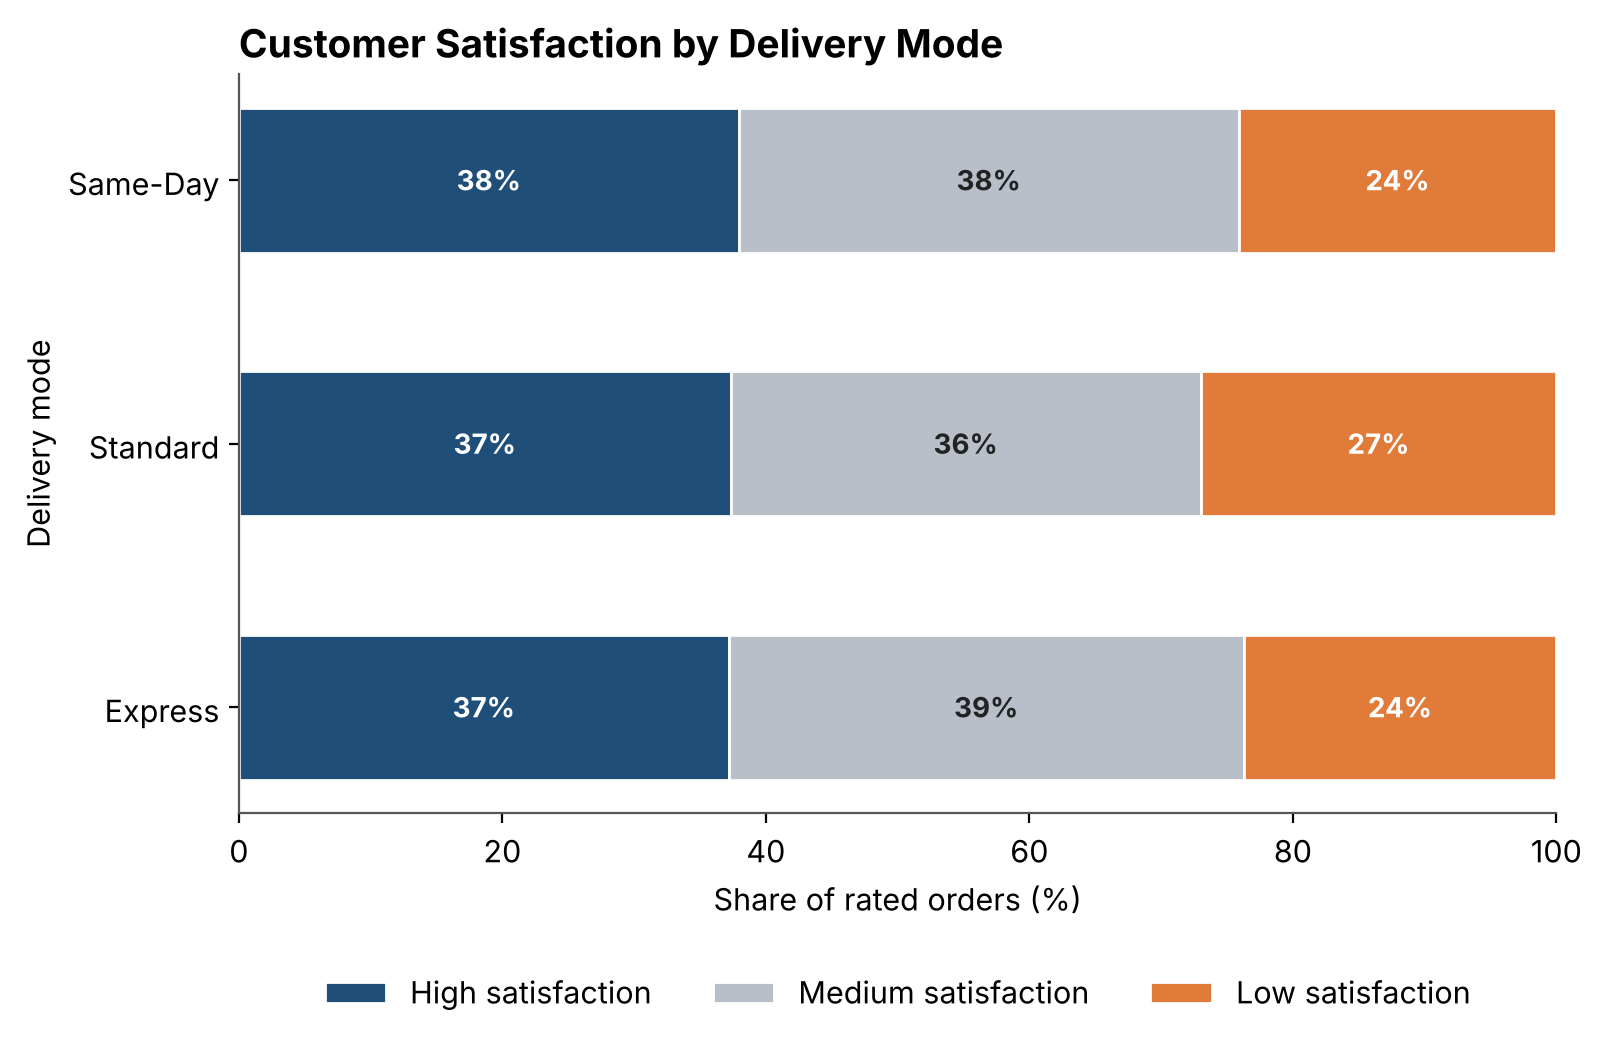 Customer Satisfaction by Delivery Mode
Delivery mode
Same-Day 38% 38% 24%
Standard 37% 36% 27%
Express 37% 39% 24%
0 20 40 60 80 100
Share of rated orders (%)
High satisfaction Medium satisfaction Low satisfaction